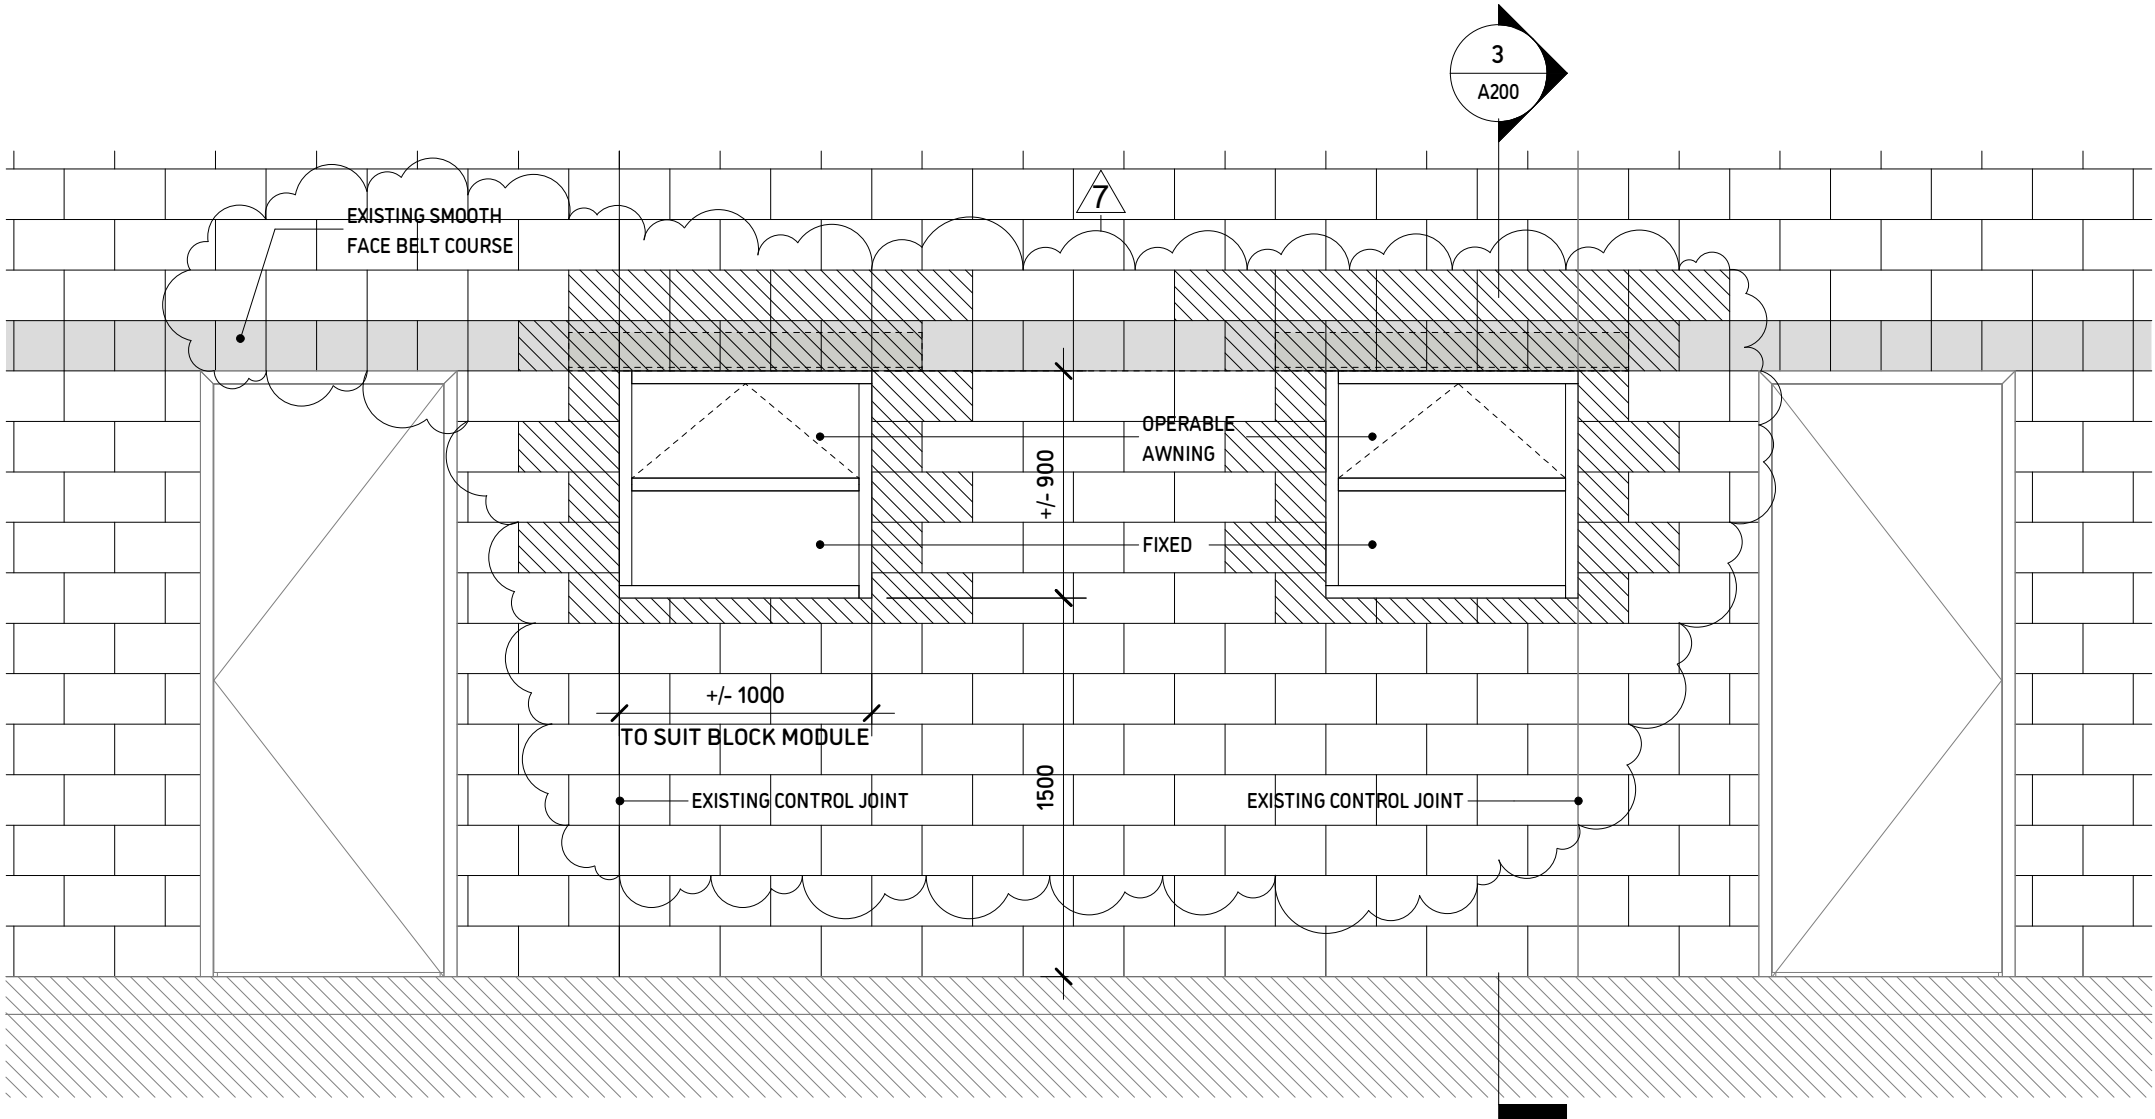 3
A200
7
EXISTING SMOOTH
FACE BELT COURSE
OPERABLE
AWNING
+/- 900
FIXED
+/- 1000
TO SUIT BLOCK MODULE
1500
EXISTING CONTROL JOINT
EXISTING CONTROL JOINT